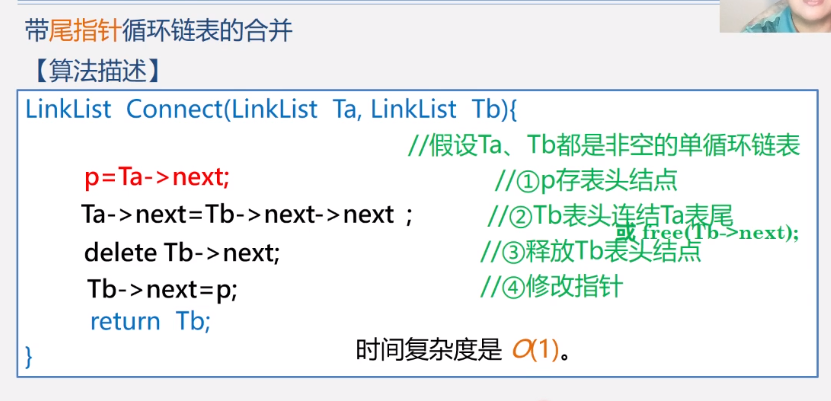 带尾指针循环链表的合并
【算法描述】
LinkList Connect(LinkList Ta, LinkList Tb){
//假设Ta、Tb都是非空的单循环链表
p=Ta->next; //①p存表头结点
Ta->next=Tb->next->next ; //②Tb表头连结Ta表尾
或 free(Tb->next);
delete Tb->next; //③释放Tb表头结点
Tb->next=p; //④修改指针
return Tb;
} 时间复杂度是 O(1)。